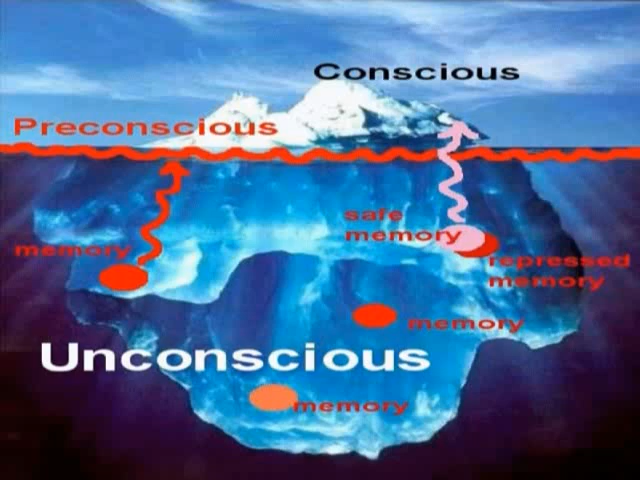 Conscious
Preconscious
safe
memory
memory
repressed
memory
memory
Unconscious
memory